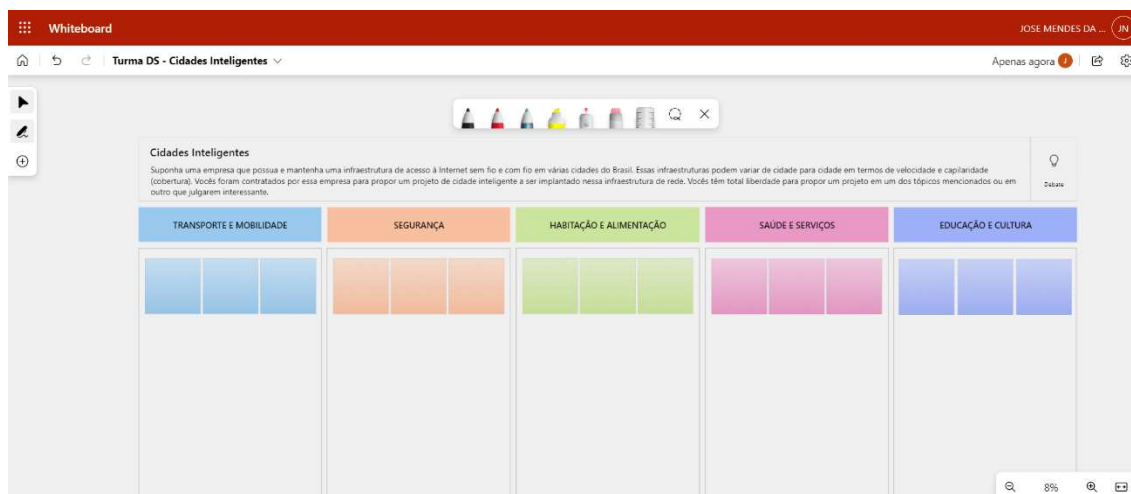 Whiteboard
JOSE MENDES DA ... JN
Turma DS - Cidades Inteligentes
Apenas agora J
Cidades Inteligentes
Suponha uma empresa que possua e mantenha uma infraestrutura de acesso à Internet sem fio e com fio em várias cidades do Brasil. Essas infraestruturas podem variar de cidade para cidade em termos de velocidade e capilaridade
(cobertura). Vocês foram contratados por essa empresa para propor um projeto de cidade inteligente a ser implantado nessa infraestrutura de rede. Vocês têm total liberdade para propor um projeto em um dos tópicos mencionados ou em
outro que julgarem interessante.
Debate
TRANSPORTE E MOBILIDADE
SEGURANÇA
HABITAÇÃO E ALIMENTAÇÃO
SAÚDE E SERVIÇOS
EDUCAÇÃO E CULTURA
8%